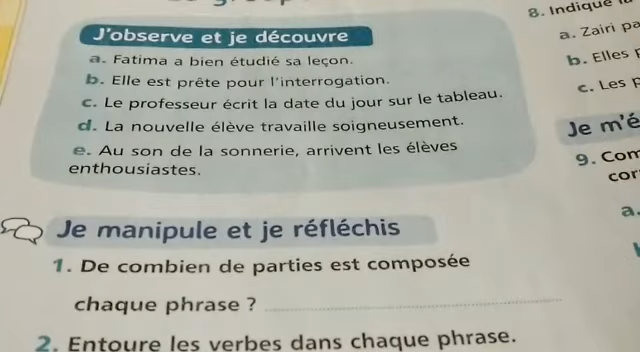 J'observe et je découvre
a. Fatima a bien étudié sa leçon.
b. Elle est prête pour l'interrogation.
c. Le professeur écrit la date du jour sur le tableau.
d. La nouvelle élève travaille soigneusement.
e. Au son de la sonnerie, arrivent les élèves
enthousiastes.
Je manipule et je réfléchis
1. De combien de parties est composée
chaque phrase ?
2. Entoure les verbes dans chaque phrase.
8. Indique
a. Zairi
b. Elles
c. Les
Je
9.
a.